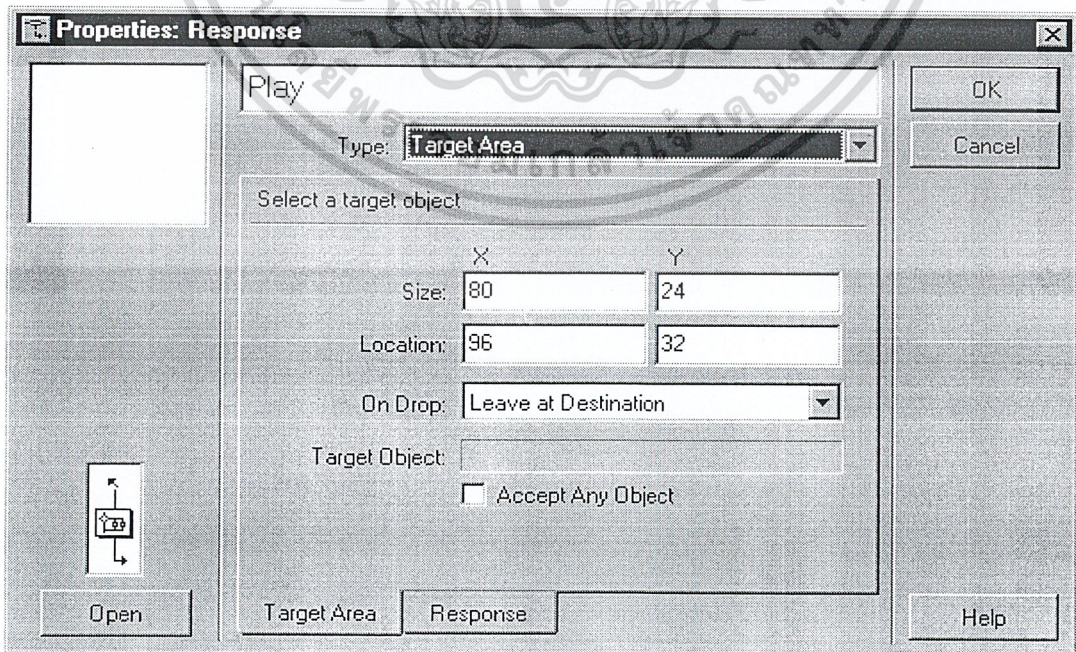 Properties: Response
Play
OK
Type: Target Area
Cancel
Select a target object
X Y
Size: 80 24
Location: 96 32
On Drop: Leave at Destination
Target Object:
Accept Any Object
Open
Target Area Response
Help